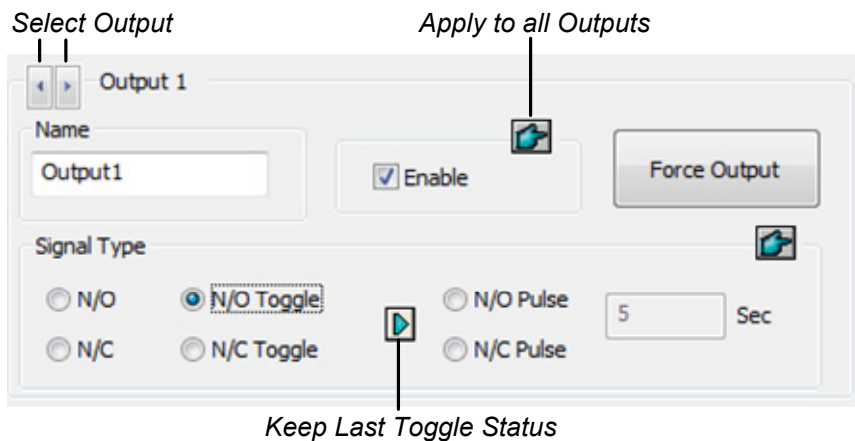 Select Output
Apply to all Outputs
Output 1
Name
Output1
Enable
Force Output
Signal Type
N/O
N/O Toggle
N/O Pulse
5
Sec
N/C
N/C Toggle
N/C Pulse
Keep Last Toggle Status